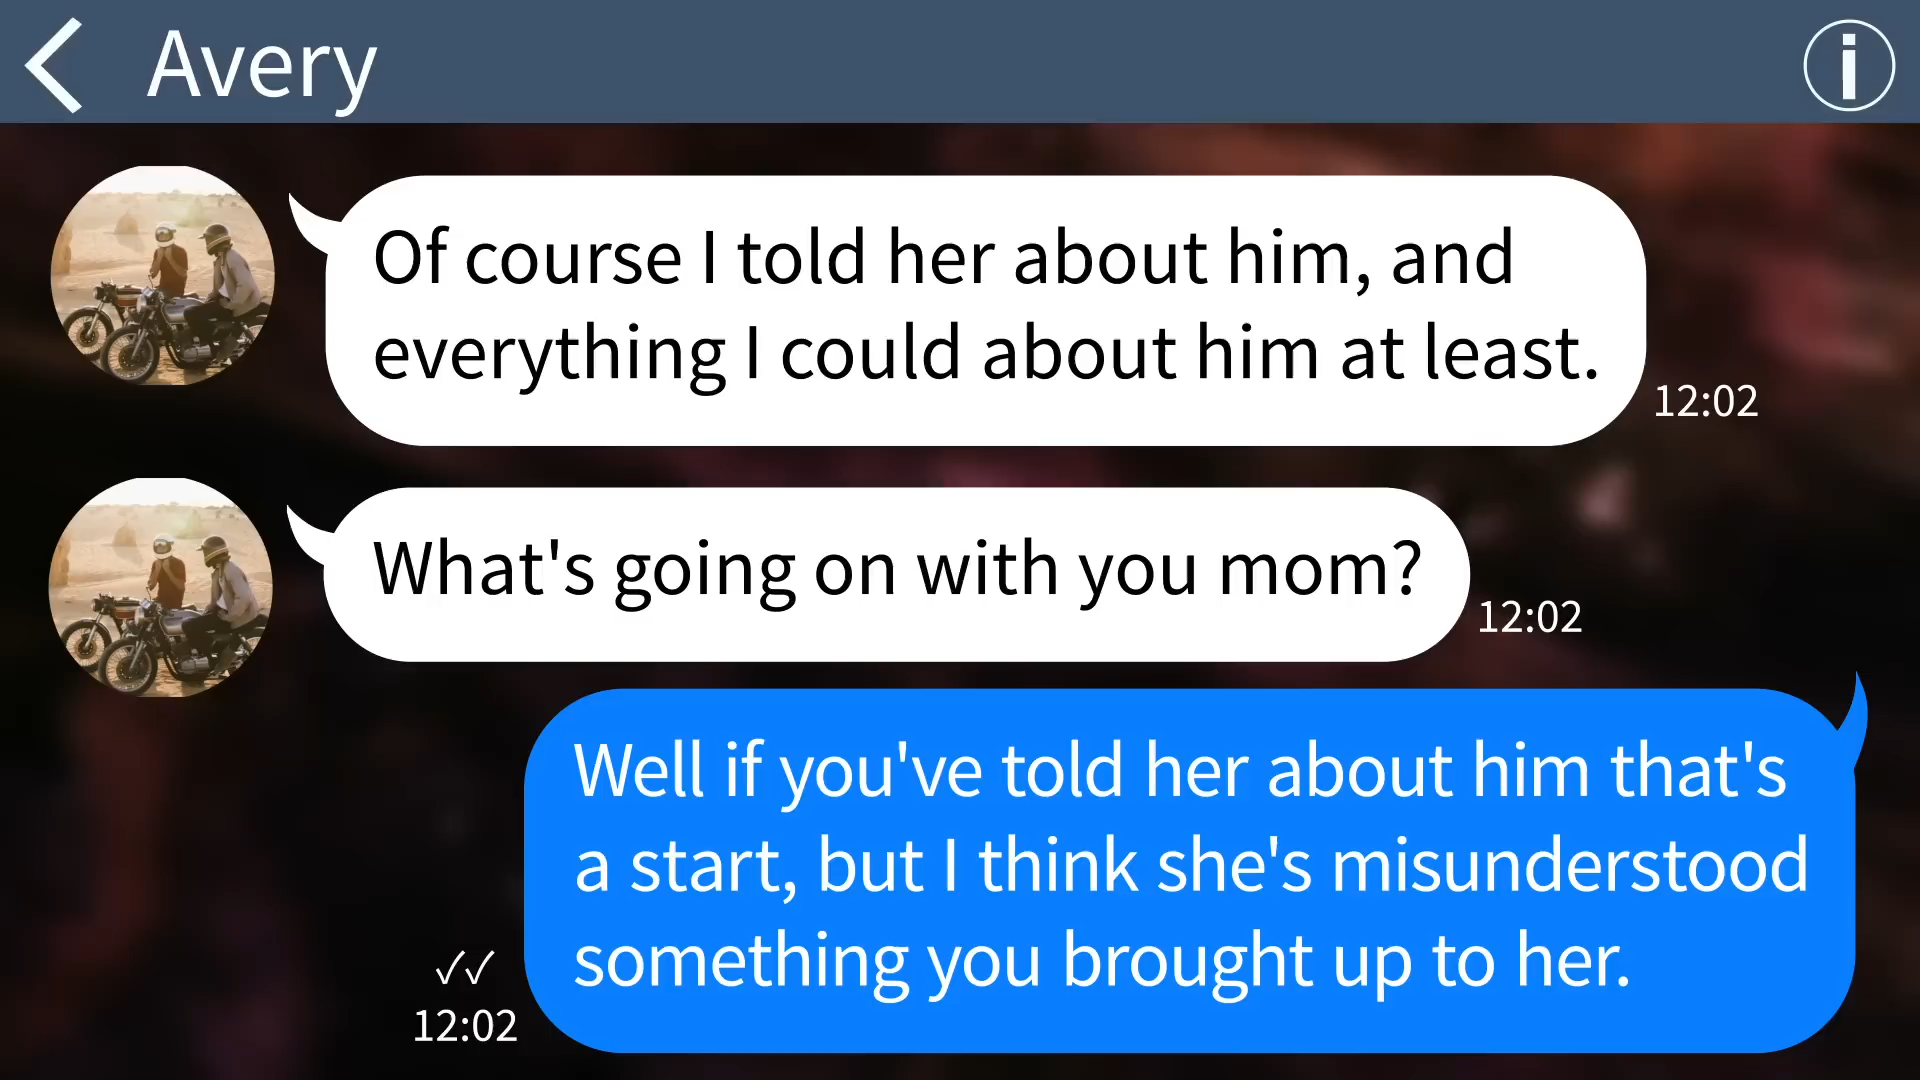 Avery
Of course I told her about him, and
everything I could about him at least.
12:02
What's going on with you mom?
12:02
Well if you've told her about him that's
a start, but I think she's misunderstood
something you brought up to her.
✓✓
12:02